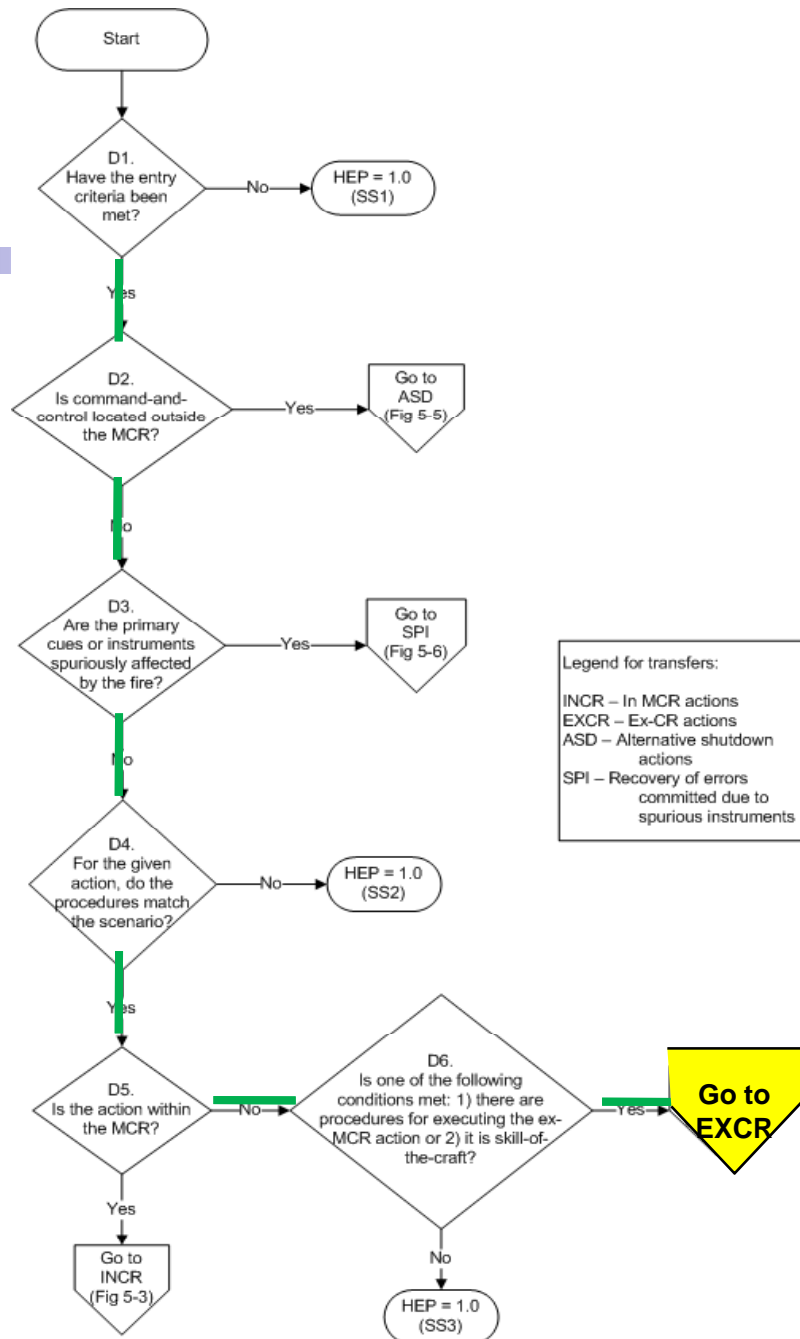 Start
D1.
Have the entry
criteria been
met?
No
HEP = 1.0
(SS1)
Yes
D2.
Is command-and-
control located outside
the MCR?
Yes
Go to
ASD
(Fig 5-5)
No
D3.
Are the primary
cues or instruments
spuriously affected
by the fire?
Yes
Go to
SPI
(Fig 5-6)
Legend for transfers:
INCR – In MCR actions
EXCR – Ex-CR actions
ASD – Alternative shutdown
actions
SPI – Recovery of errors
committed due to
spurious instruments
No
D4.
For the given
action, do the
procedures match
the scenario?
No
HEP = 1.0
(SS2)
Yes
D5.
Is the action within
the MCR?
No
D6.
Is one of the following
conditions met: 1) there are
procedures for executing the ex-
MCR action or 2) it is skill-of-
the-craft?
Yes
Go to
EXCR
Yes
Go to
INCR
(Fig 5-3)
No
HEP = 1.0
(SS3)